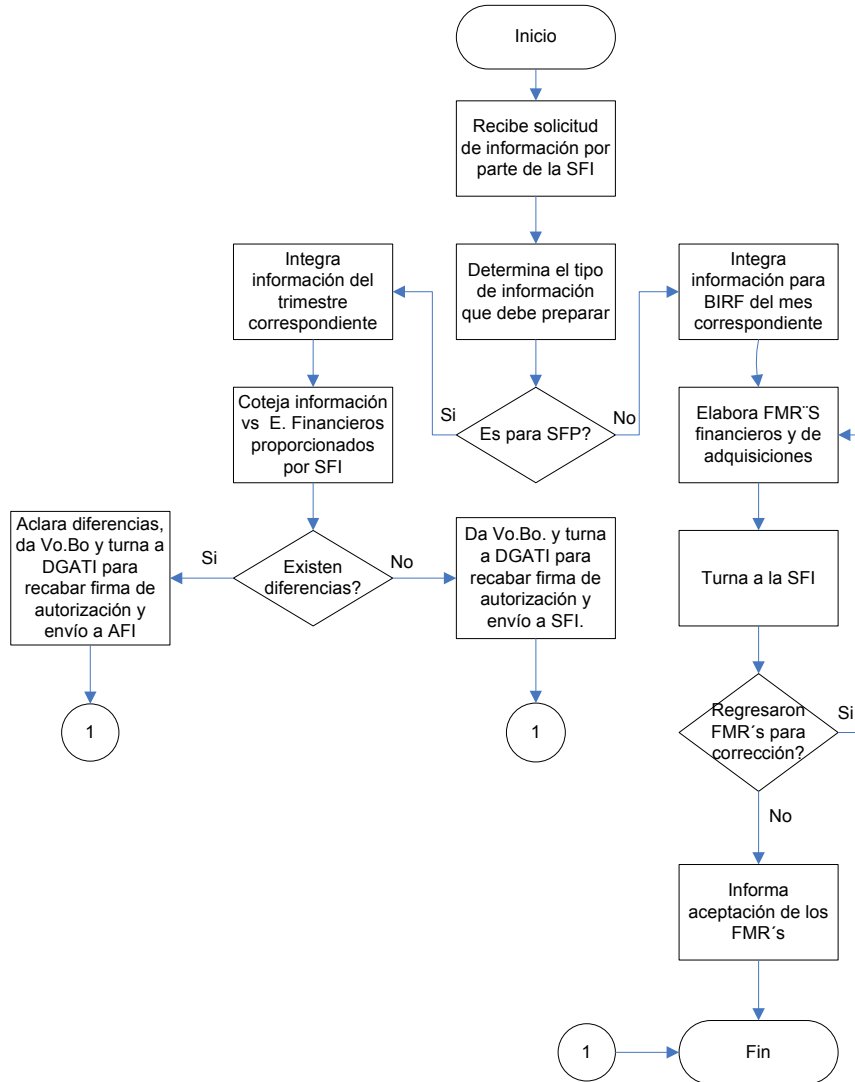 Inicio
Recibe solicitud
de información por
parte de la SFI
Integra
información del
trimestre
correspondiente
Determina el tipo
de información
que debe preparar
Integra
información para
BIRF del mes
correspondiente
Coteja información
vs E. Financieros
proporcionados
por SFI
Si
Es para SFP?
No
Elabora FMR¨S
financieros y de
adquisiciones
Aclara diferencias,
da Vo.Bo y turna a
DGATI para
recabar firma de
autorización y
envío a AFI
Si
Existen
diferencias?
No
Da Vo.Bo. y turna
a DGATI para
recabar firma de
autorización y
envío a SFI.
Turna a la SFI
1
1
Regresaron
FMR´s para
corrección?
Si
No
Informa
aceptación de los
FMR´s
1
Fin